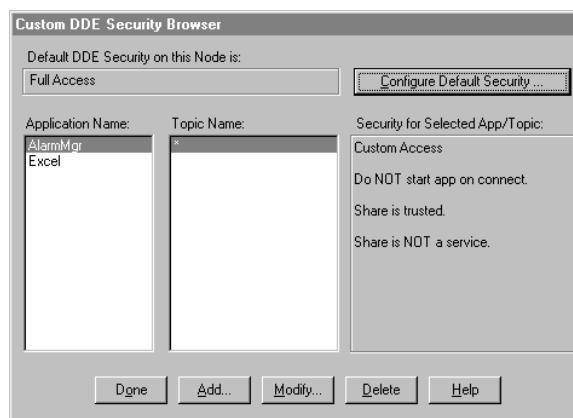 Custom DDE Security Browser
Default DDE Security on this Node is:
Full Access
Configure Default Security ...
Application Name:
Topic Name:
Security for Selected App/Topic:
AlarmMgr
Excel
*
Custom Access
Do NOT start app on connect.
Share is trusted.
Share is NOT a service.
Done
Add...
Modify...
Delete
Help